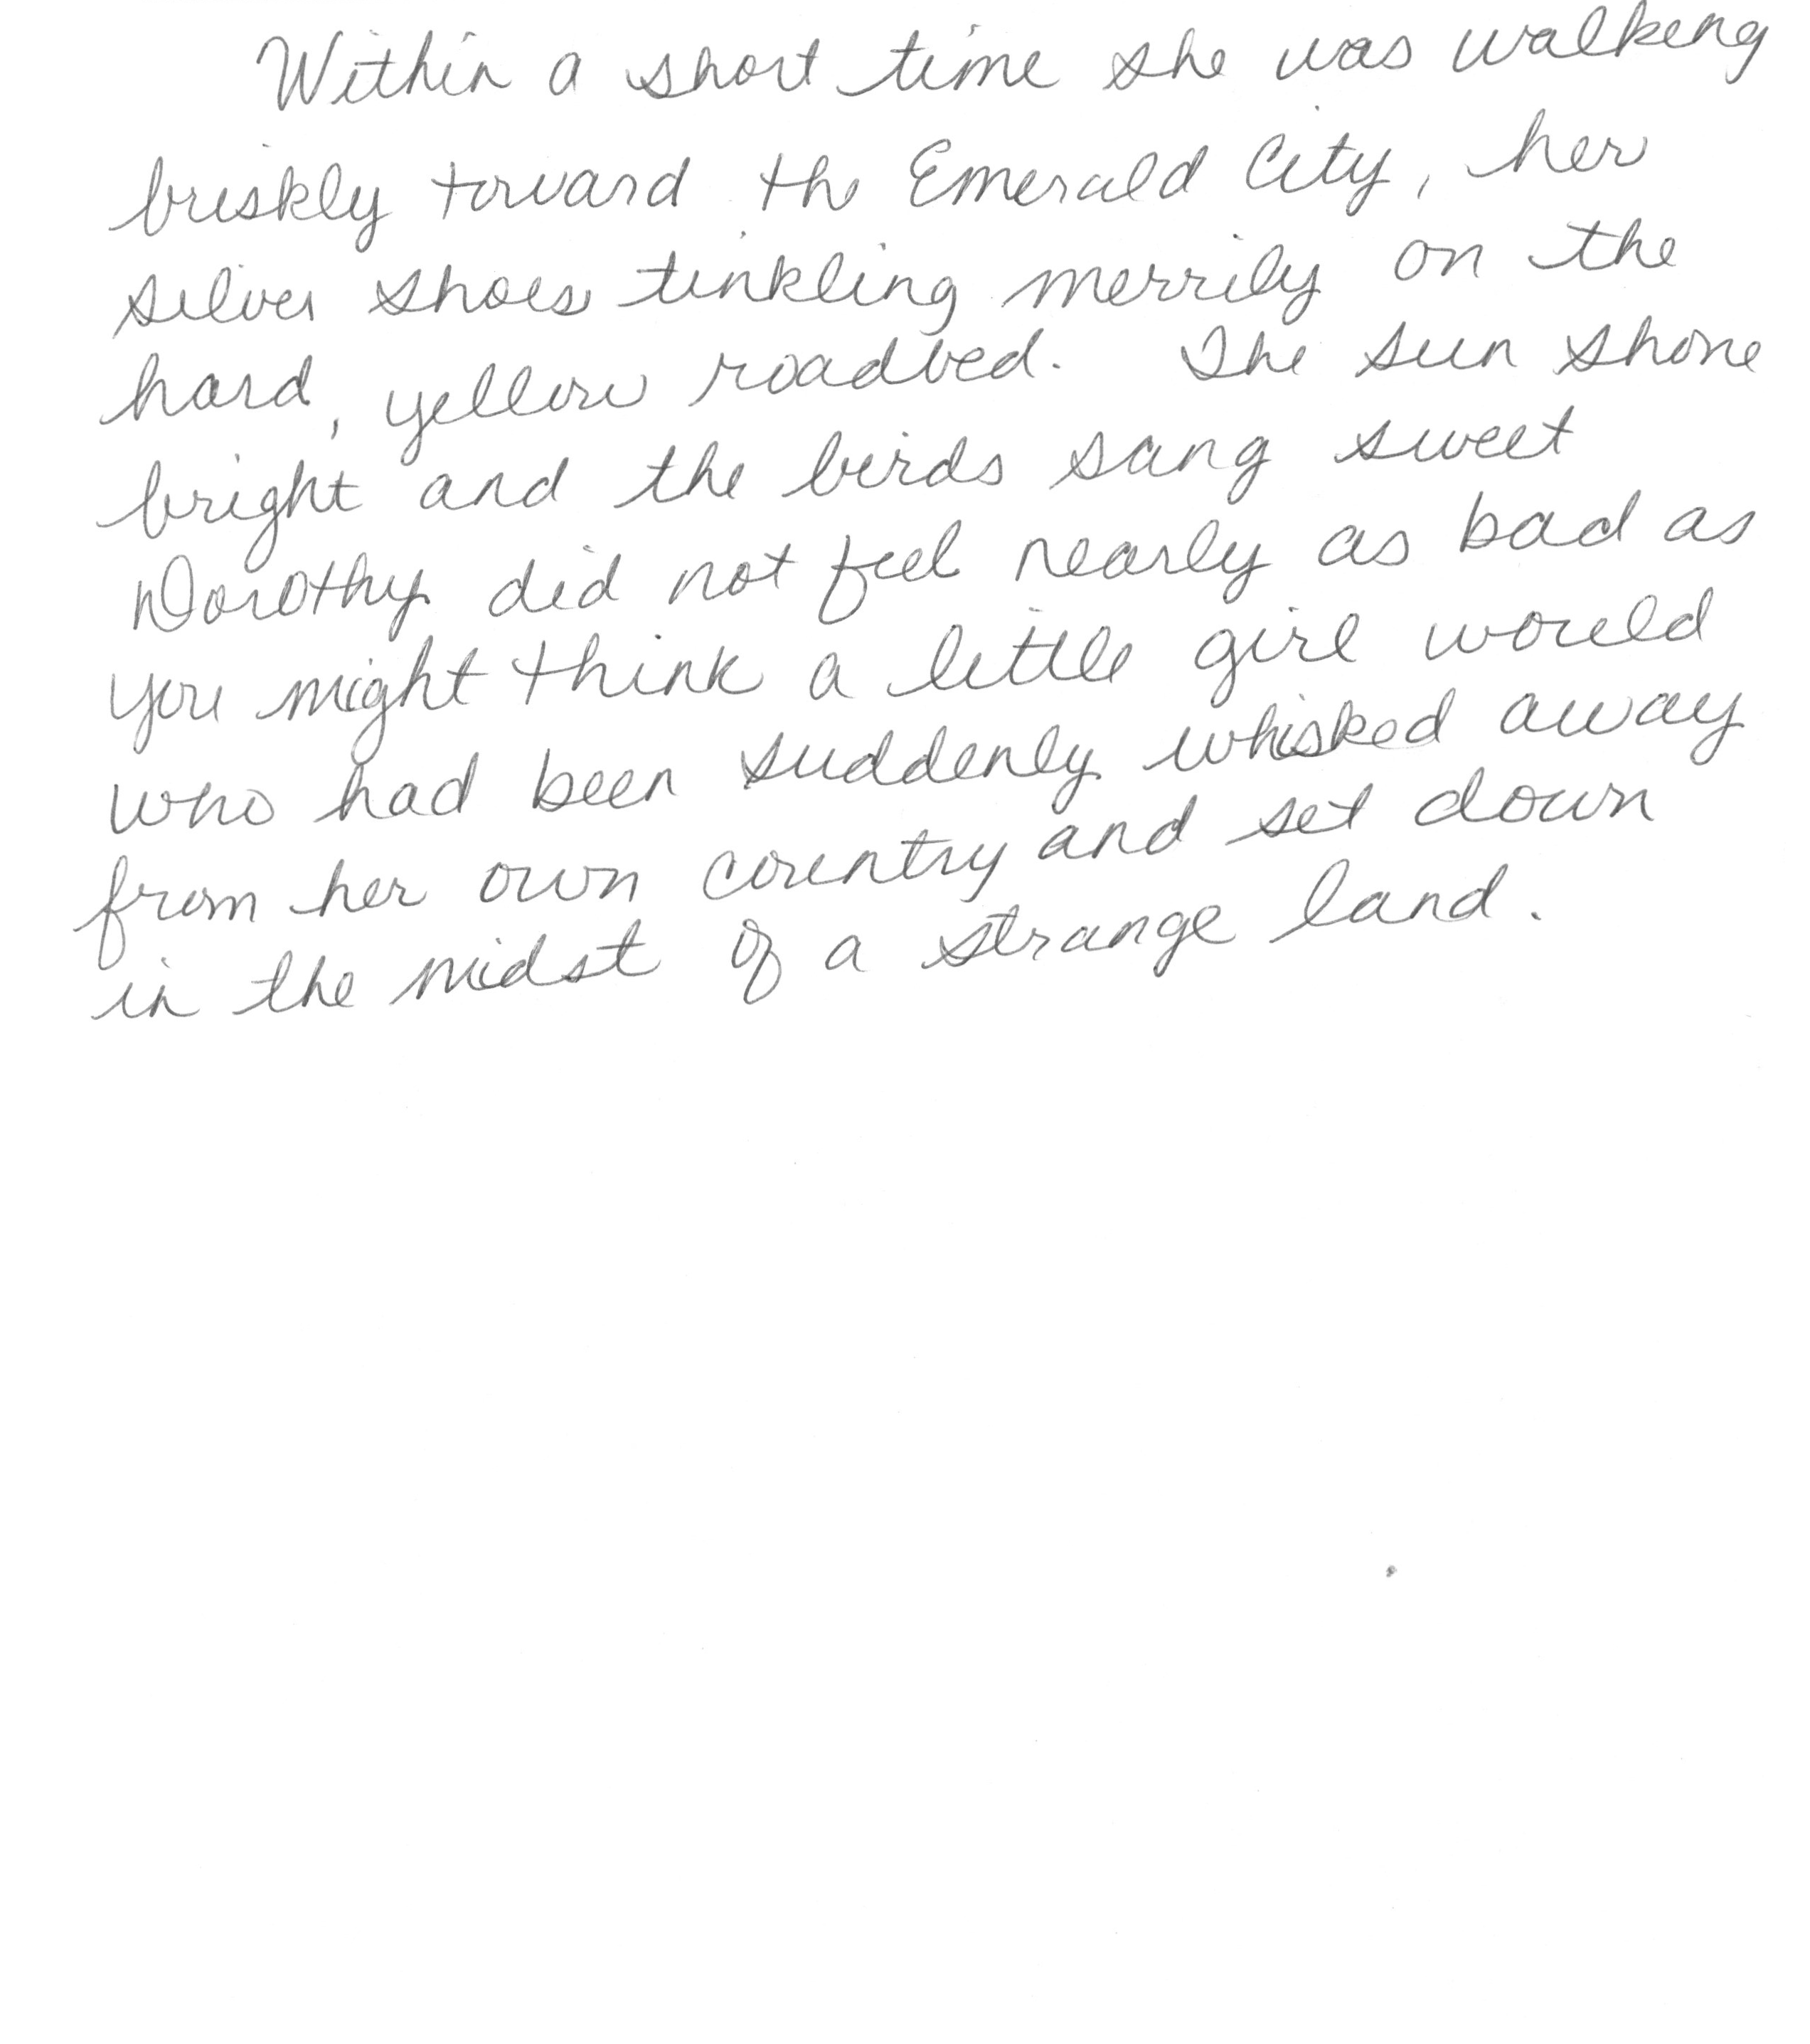 Within a short time she was walking
briskly toward the Emerald City, her
silver shoes tinkling merrily on the
hard, yellow roadbed. The sun shone
bright and the birds sang sweet
Dorothy did not feel nearly as bad as
you might think a little girl would
who had been suddenly whisked away
from her own country and set down
in the midst of a strange land.